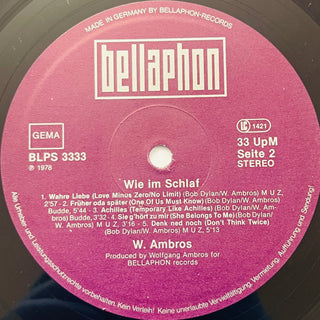 MADE IN GERMANY BY BELLAPHON-RECORDS
bellaphon
GEMA
BLPS 3333
℗ 1978
LC 1421
33 UpM
Seite 2
STEREO
Wie im Schlaf
1. Wahre Liebe (Love Minus Zero/No Limit) (Bob Dylan/W. Ambros) M U Z,
2'57 - 2. Früher oda später (One Of Us Must Know) (Bob Dylan/W. Ambros)
Budde, 5'44 - 3. Achilles (Temporary Like Achilles) (Bob Dylan/W. Ambros)
Budde, 3'32 - 4. Sie g'hört zu mir (She Belongs To Me) (Bob Dylan/
W. Ambros) M U Z, 3'16 - 5. Denk ned noch (Don't Think Twice)
(Bob Dylan/W. Ambros) M U Z, 5'13
W. Ambros
Produced by Wolfgang Ambros for
BELLAPHON records
Alle Urheber- und Leistungsschutzrechte vorbehalten. Kein Verleih! Keine unerlaubte Vervielfältigung, Vermietung, Aufführung und Sendung!